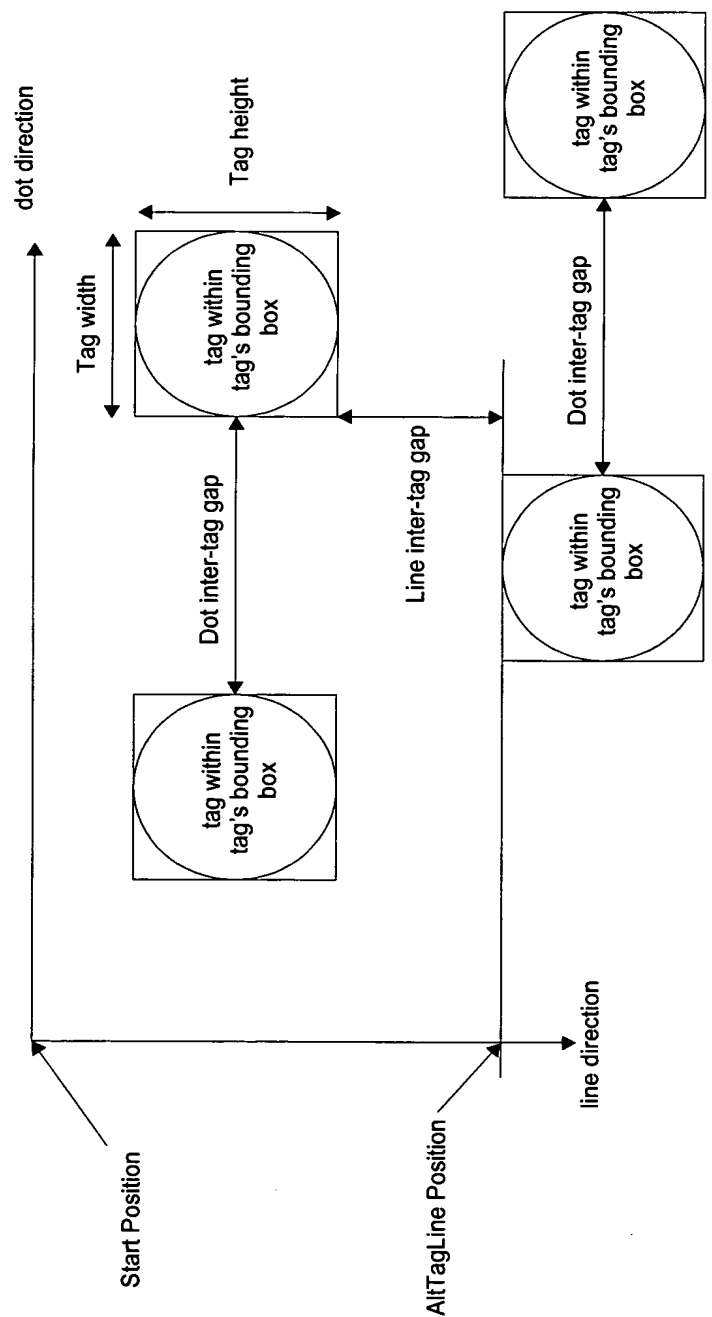 dot direction
Tag width
Tag height
tag within
tag's bounding
box
tag within
tag's bounding
box
Dot inter-tag gap
Line inter-tag gap
Start Position
AltTagLine Position
line direction
tag within
tag's bounding
box
Dot inter-tag gap
tag within
tag's bounding
box